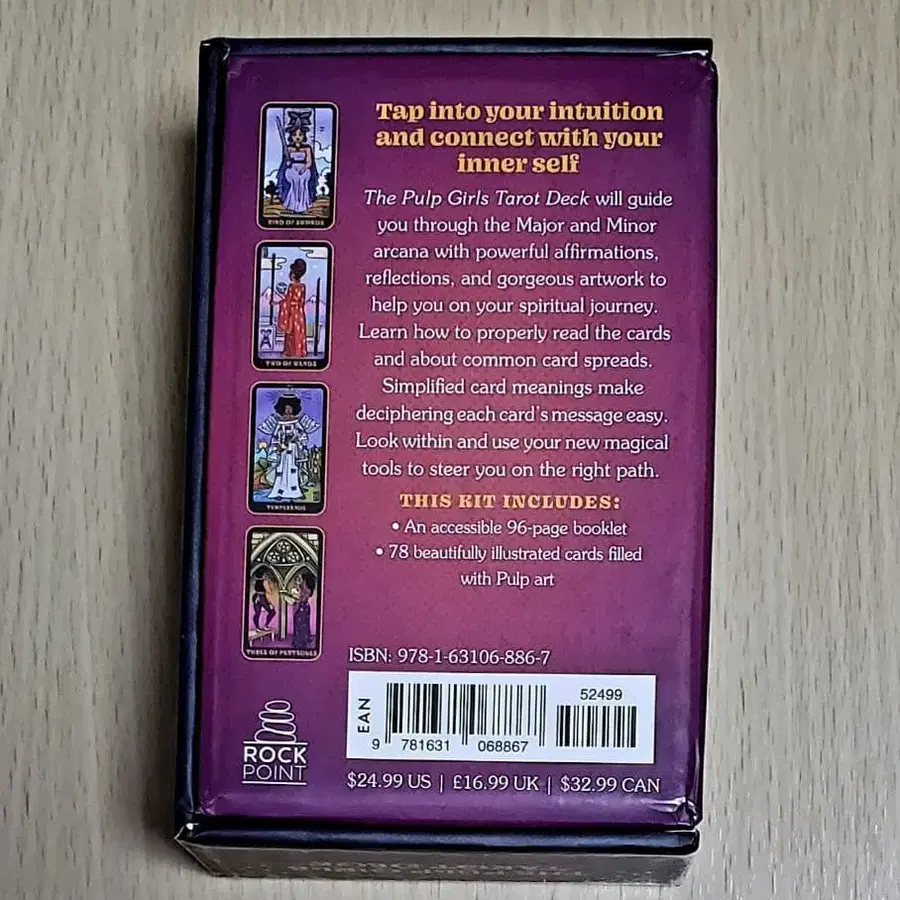 Tap into your intuition
and connect with your
inner self
The Pulp Girls Tarot Deck will guide
you through the Major and Minor
arcana with powerful affirmations,
reflections, and gorgeous artwork to
help you on your spiritual journey.
Learn how to properly read the cards
and about common card spreads.
Simplified card meanings make
deciphering each card's message easy.
Look within and use your new magical
tools to steer you on the right path.
THIS KIT INCLUDES:
• An accessible 96-page booklet
• 78 beautifully illustrated cards filled
with Pulp art
KING OF SWORDS
TWO OF WANDS
TEMPERANCE
THREE OF PENTACLES
ISBN: 978-1-63106-886-7
EAN
52499
9 781631 068867
ROCK
POINT
$24.99 US | £16.99 UK | $32.99 CAN